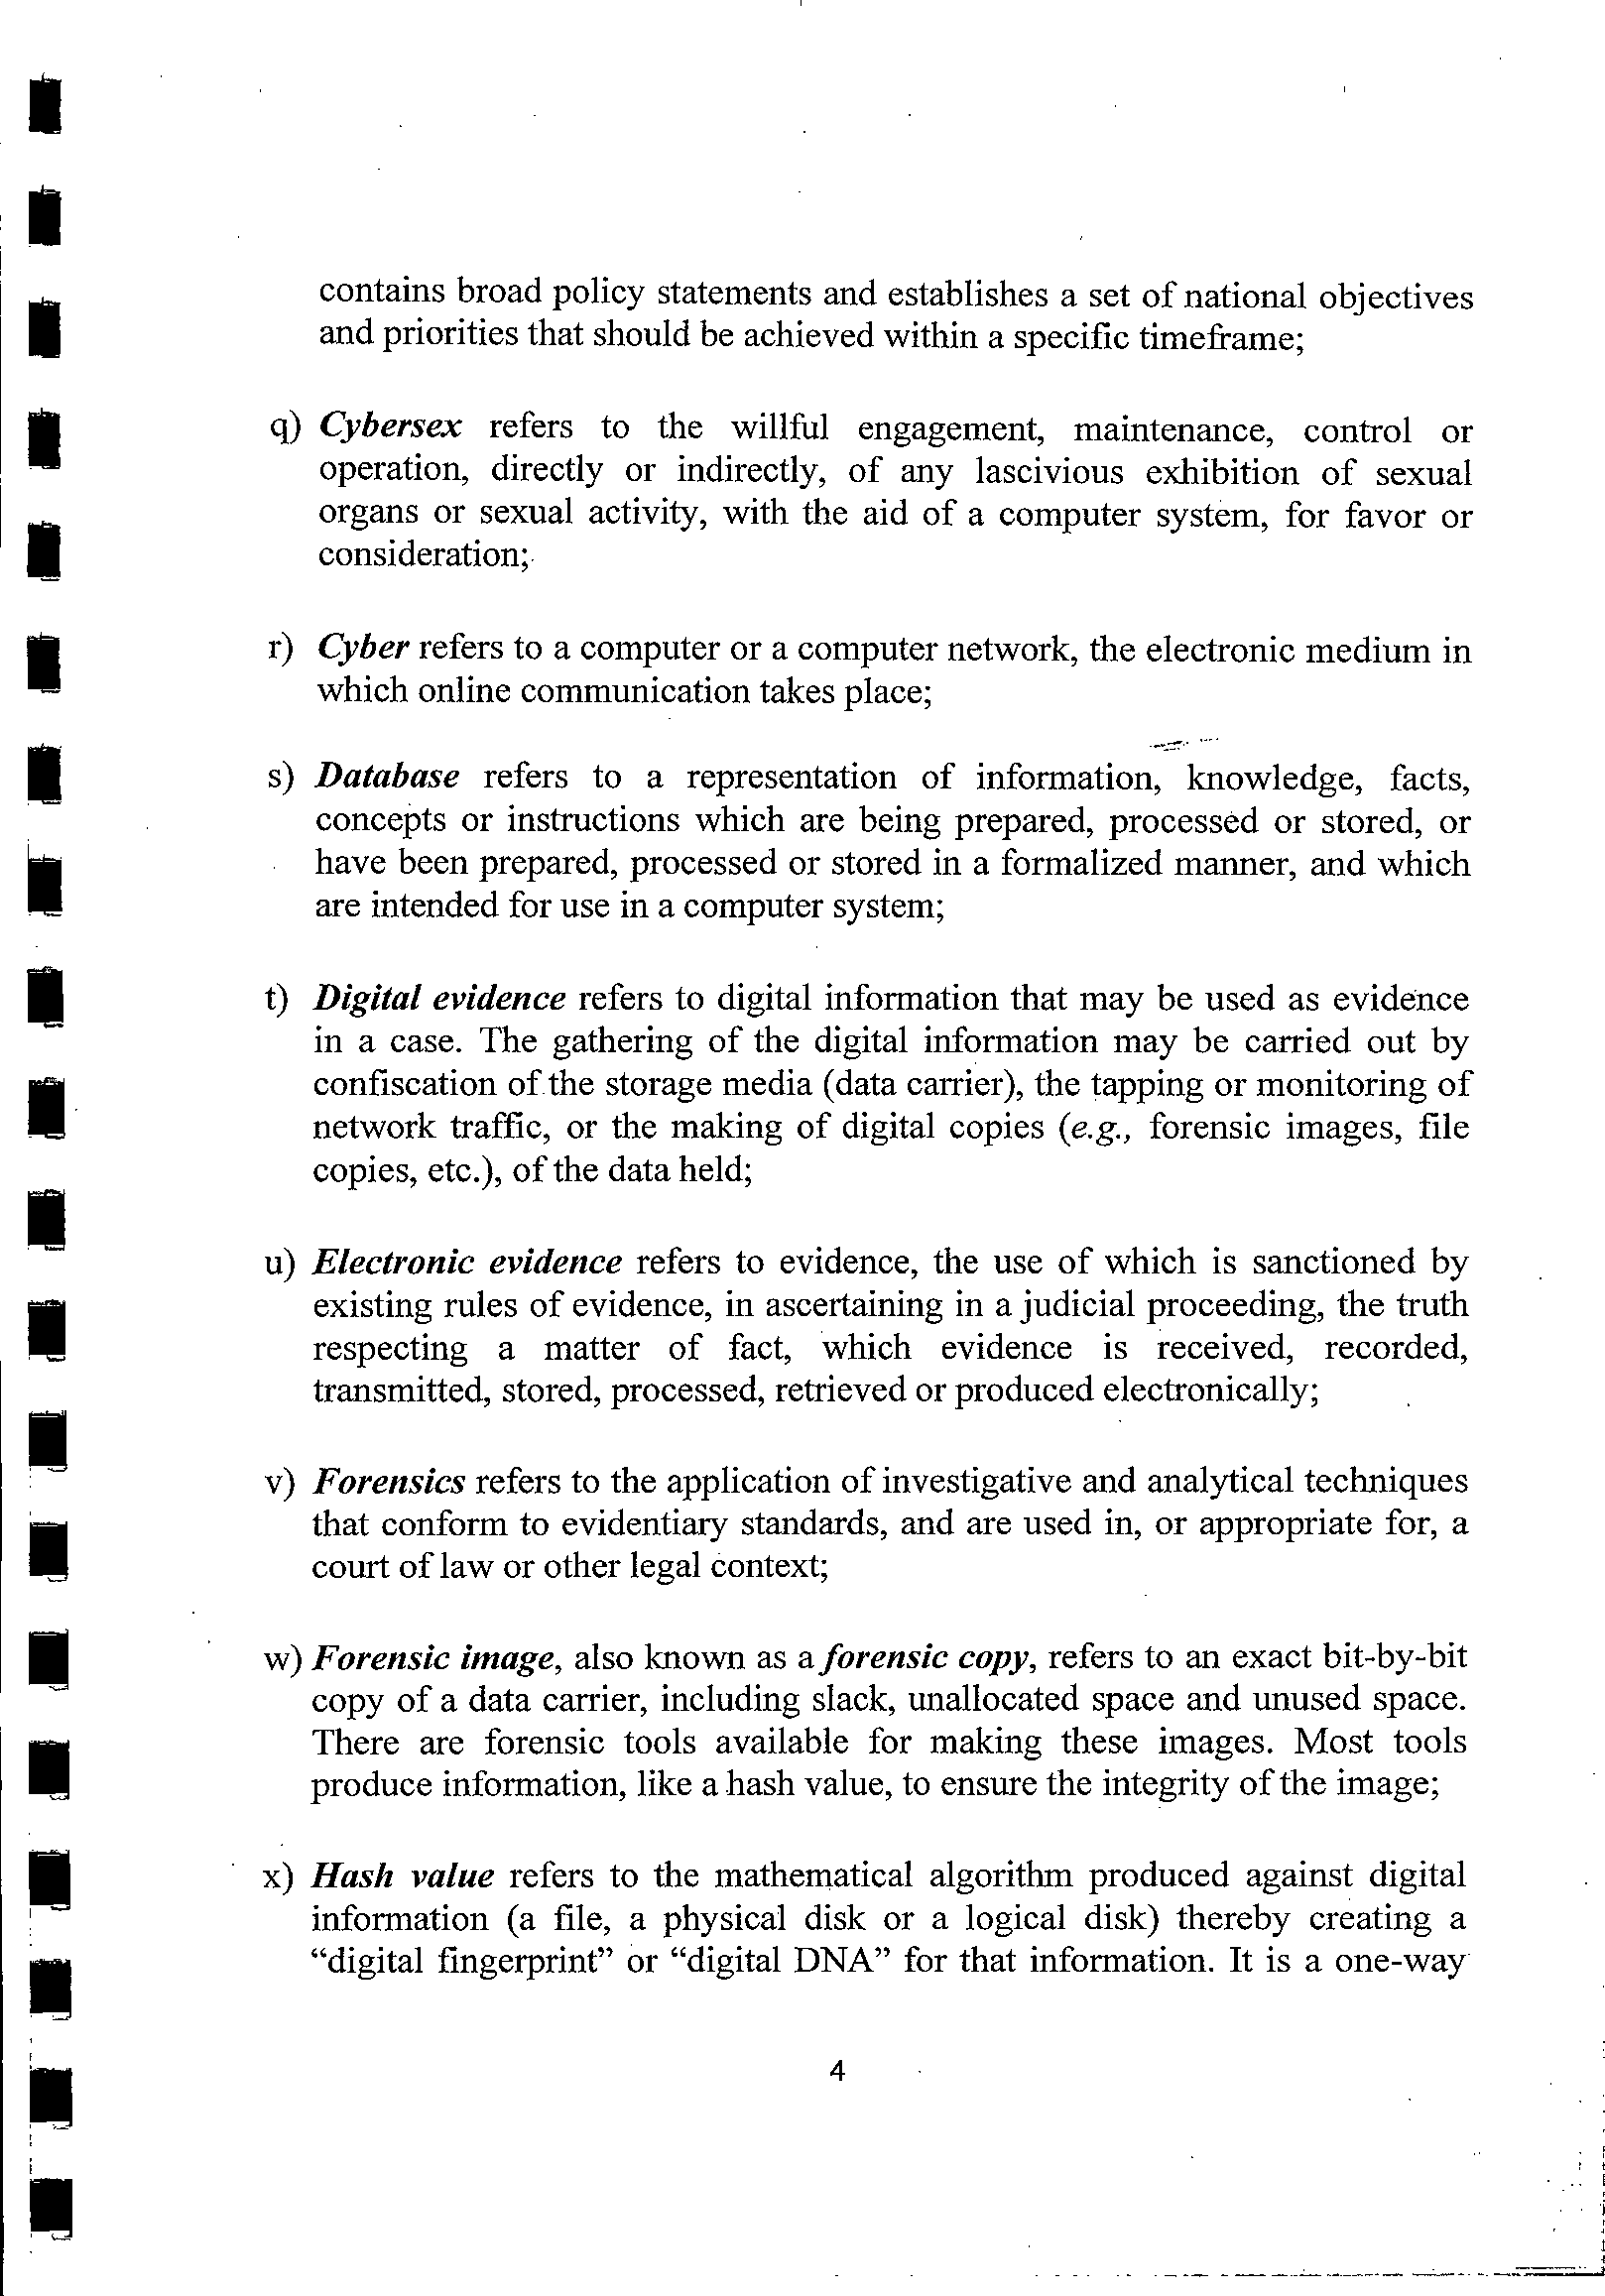 contains broad policy statements and establishes a set of national objectives
and priorities that should be achieved within a specific timeframe;
q) Cybersex refers to the willful engagement, maintenance, control or
operation, directly or indirectly, of any lascivious exhibition of sexual
organs or sexual activity, with the aid of a computer system, for favor or
consideration;
r) Cyber refers to a computer or a computer network, the electronic medium in
which online communication takes place;
s) Database refers to a representation of information, knowledge, facts,
concepts or instructions which are being prepared, processed or stored, or
have been prepared, processed or stored in a formalized manner, and which
are intended for use in a computer system;
t) Digital evidence refers to digital information that may be used as evidence
in a case. The gathering of the digital information may be carried out by
confiscation of the storage media (data carrier), the tapping or monitoring of
network traffic, or the making of digital copies (e.g., forensic images, file
copies, etc.), of the data held;
u) Electronic evidence refers to evidence, the use of which is sanctioned by
existing rules of evidence, in ascertaining in a judicial proceeding, the truth
respecting a matter of fact, which evidence is received, recorded,
transmitted, stored, processed, retrieved or produced electronically;
v) Forensics refers to the application of investigative and analytical techniques
that conform to evidentiary standards, and are used in, or appropriate for, a
court of law or other legal context;
w) Forensic image, also known as a forensic copy, refers to an exact bit-by-bit
copy of a data carrier, including slack, unallocated space and unused space.
There are forensic tools available for making these images. Most tools
produce information, like a hash value, to ensure the integrity of the image;
x) Hash value refers to the mathematical algorithm produced against digital
information (a file, a physical disk or a logical disk) thereby creating a
“digital fingerprint” or “digital DNA” for that information. It is a one-way
4